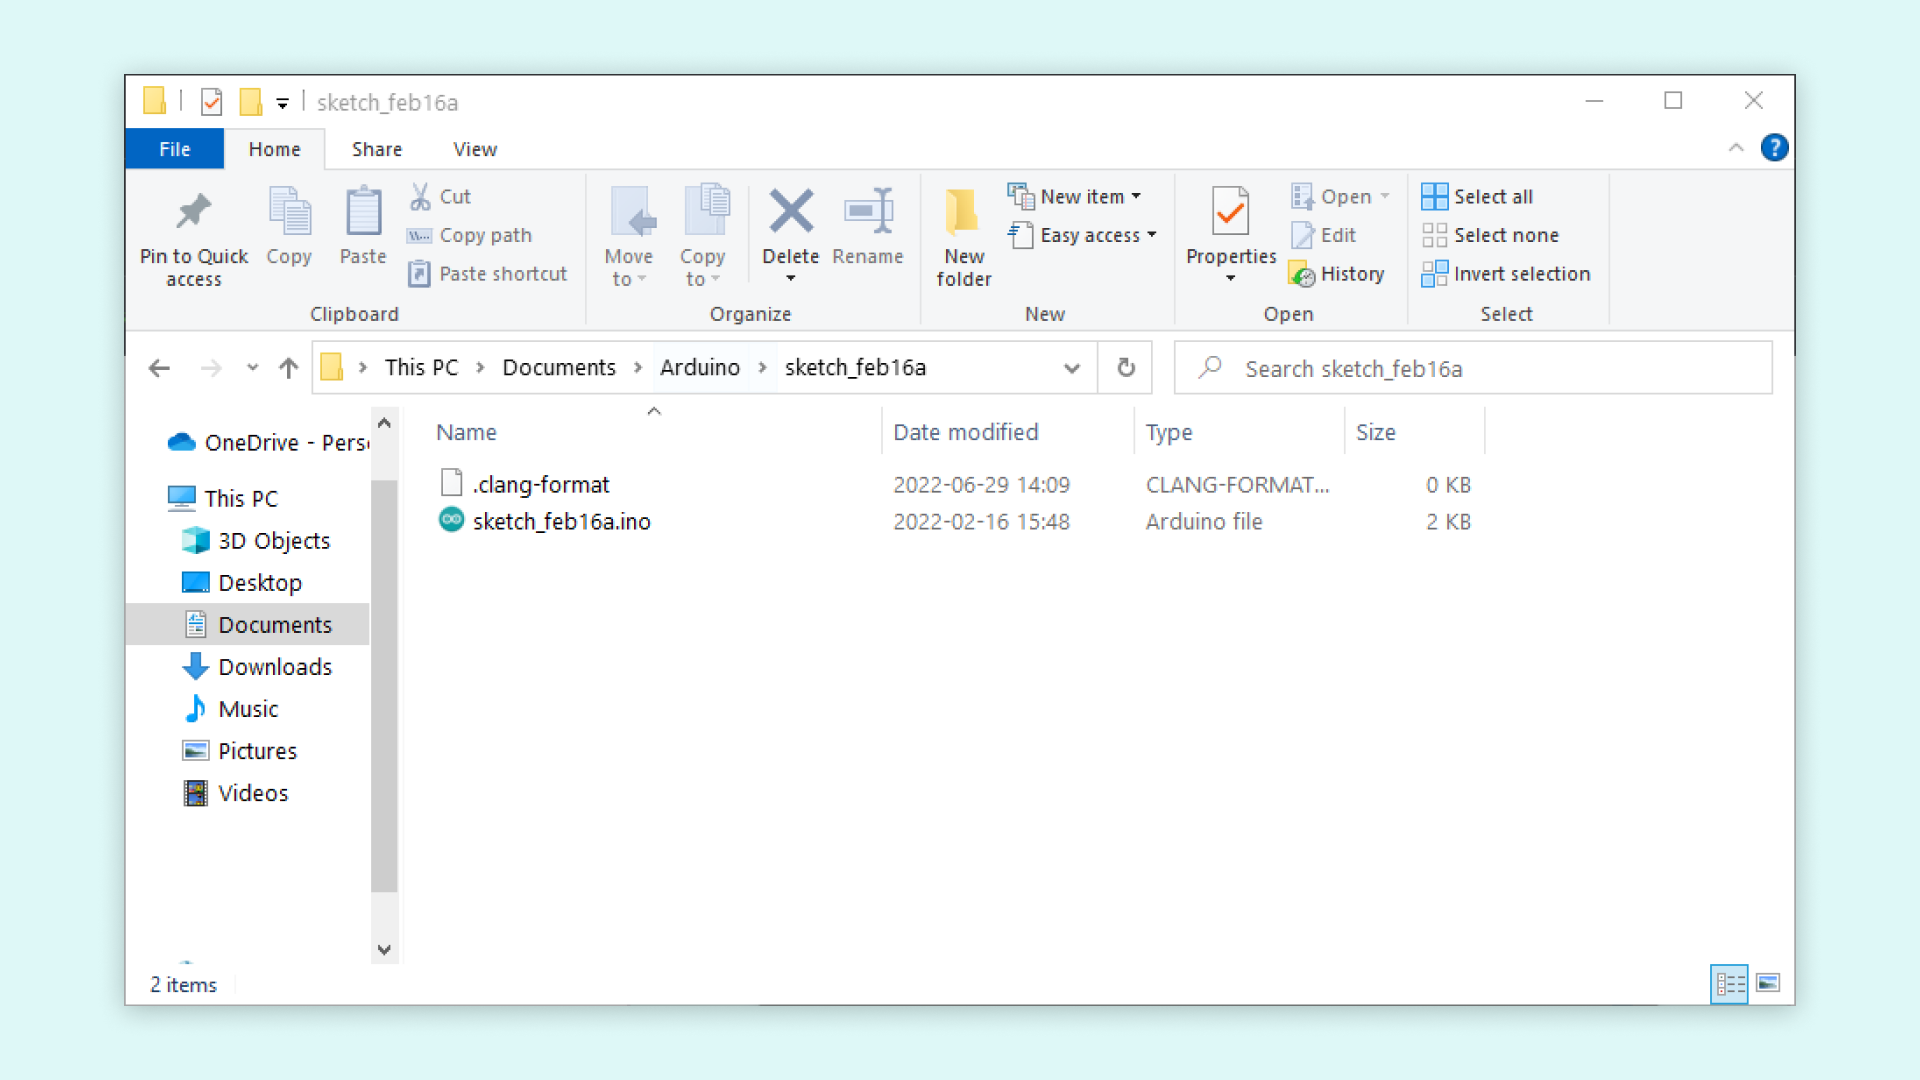 sketch_feb16a
File Home Share View
Pin to Quick access
Copy
Paste
Cut
Copy path
Paste shortcut
Clipboard
Move to
Copy to
Delete
Rename
Organize
New folder
New item
Easy access
New
Properties
Open
Edit
History
Open
Select all
Select none
Invert selection
Select
This PC > Documents > Arduino > sketch_feb16a
Search sketch_feb16a
OneDrive - Pers
This PC
3D Objects
Desktop
Documents
Downloads
Music
Pictures
Videos
Name Date modified Type Size
.clang-format 2022-06-29 14:09 CLANG-FORMAT... 0 KB
sketch_feb16a.ino 2022-02-16 15:48 Arduino file 2 KB
2 items